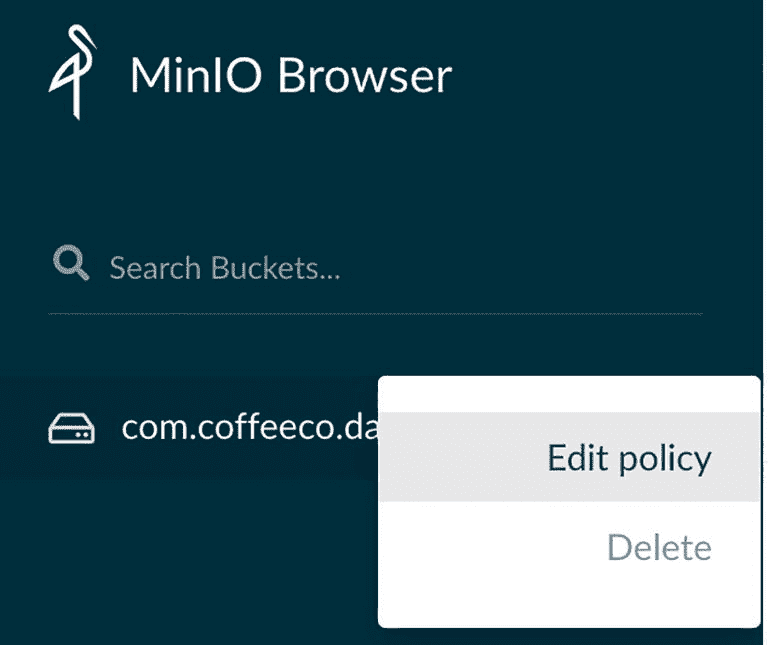 MinIO Browser
Search Buckets...
com.coffeeco.da
Edit policy
Delete